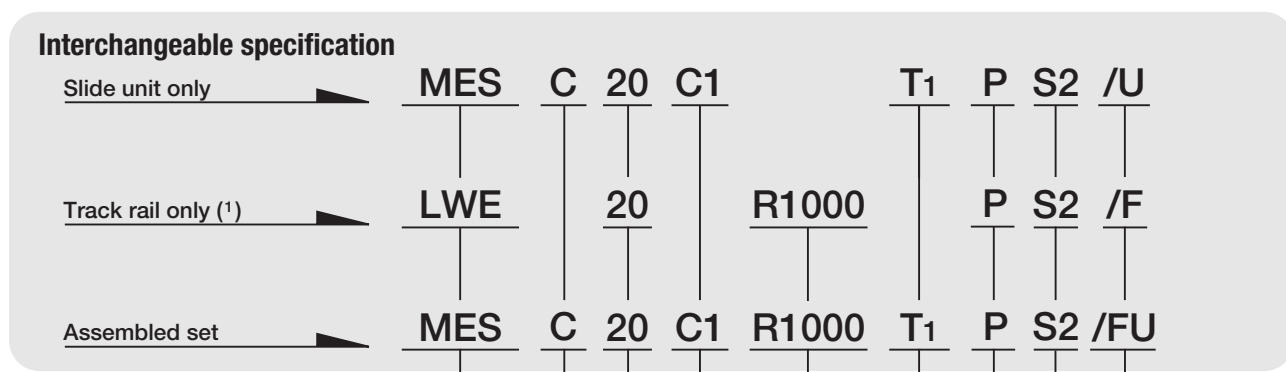 Interchangeable specification
Slide unit only MES C 20 C1 T1 P S2 /U
Track rail only (1) LWE 20 R1000 P S2 /F
Assembled set MES C 20 C1 R1000 T1 P S2 /FU